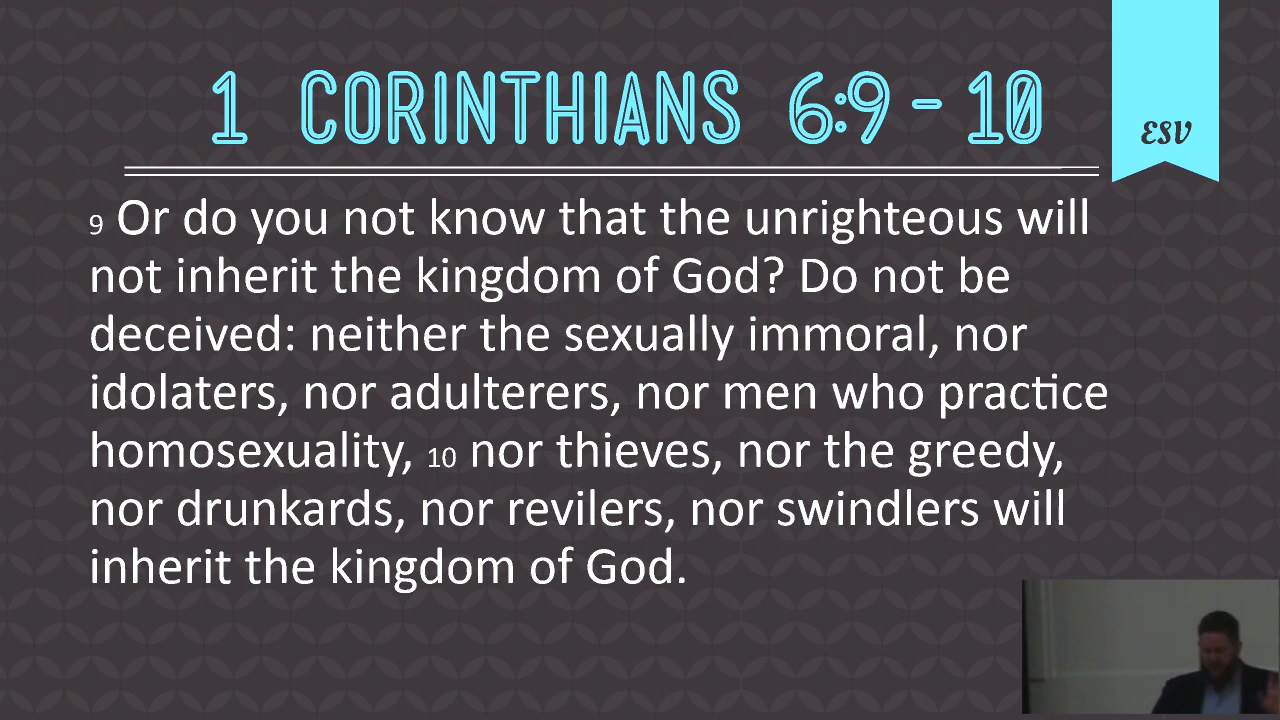 1 CORINTHIANS 6:9 - 10
ESV
9 Or do you not know that the unrighteous will
not inherit the kingdom of God? Do not be
deceived: neither the sexually immoral, nor
idolaters, nor adulterers, nor men who practice
homosexuality, 10 nor thieves, nor the greedy,
nor drunkards, nor revilers, nor swindlers will
inherit the kingdom of God.